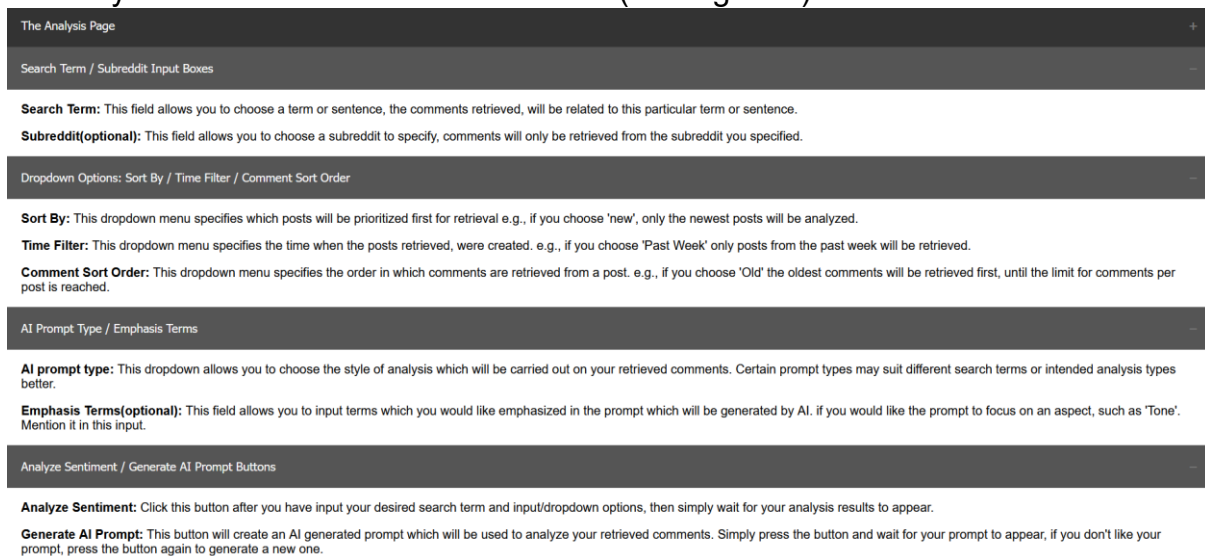 The Analysis Page
Search Term / Subreddit Input Boxes
Search Term: This field allows you to choose a term or sentence, the comments retrieved, will be related to this particular term or sentence.
Subreddit(optional): This field allows you to choose a subreddit to specify, comments will only be retrieved from the subreddit you specified.
Dropdown Options: Sort By / Time Filter / Comment Sort Order
Sort By: This dropdown menu specifies which posts will be prioritized first for retrieval e.g., if you choose 'new', only the newest posts will be analyzed.
Time Filter: This dropdown menu specifies the time when the posts retrieved, were created. e.g., if you choose 'Past Week' only posts from the past week will be retrieved.
Comment Sort Order: This dropdown menu specifies the order in which comments are retrieved from a post. e.g., if you choose 'Old' the oldest comments will be retrieved first, until the limit for comments per
post is reached.
AI Prompt Type / Emphasis Terms
AI prompt type: This dropdown allows you to choose the style of analysis which will be carried out on your retrieved comments. Certain prompt types may suit different search terms or intended analysis types
better.
Emphasis Terms(optional): This field allows you to input terms which you would like emphasized in the prompt which will be generated by AI. if you would like the prompt to focus on an aspect, such as 'Tone'.
Mention it in this input.
Analyze Sentiment / Generate AI Prompt Buttons
Analyze Sentiment: Click this button after you have input your desired search term and input/dropdown options, then simply wait for your analysis results to appear.
Generate AI Prompt: This button will create an AI generated prompt which will be used to analyze your retrieved comments. Simply press the button and wait for your prompt to appear, if you don't like your
prompt, press the button again to generate a new one.